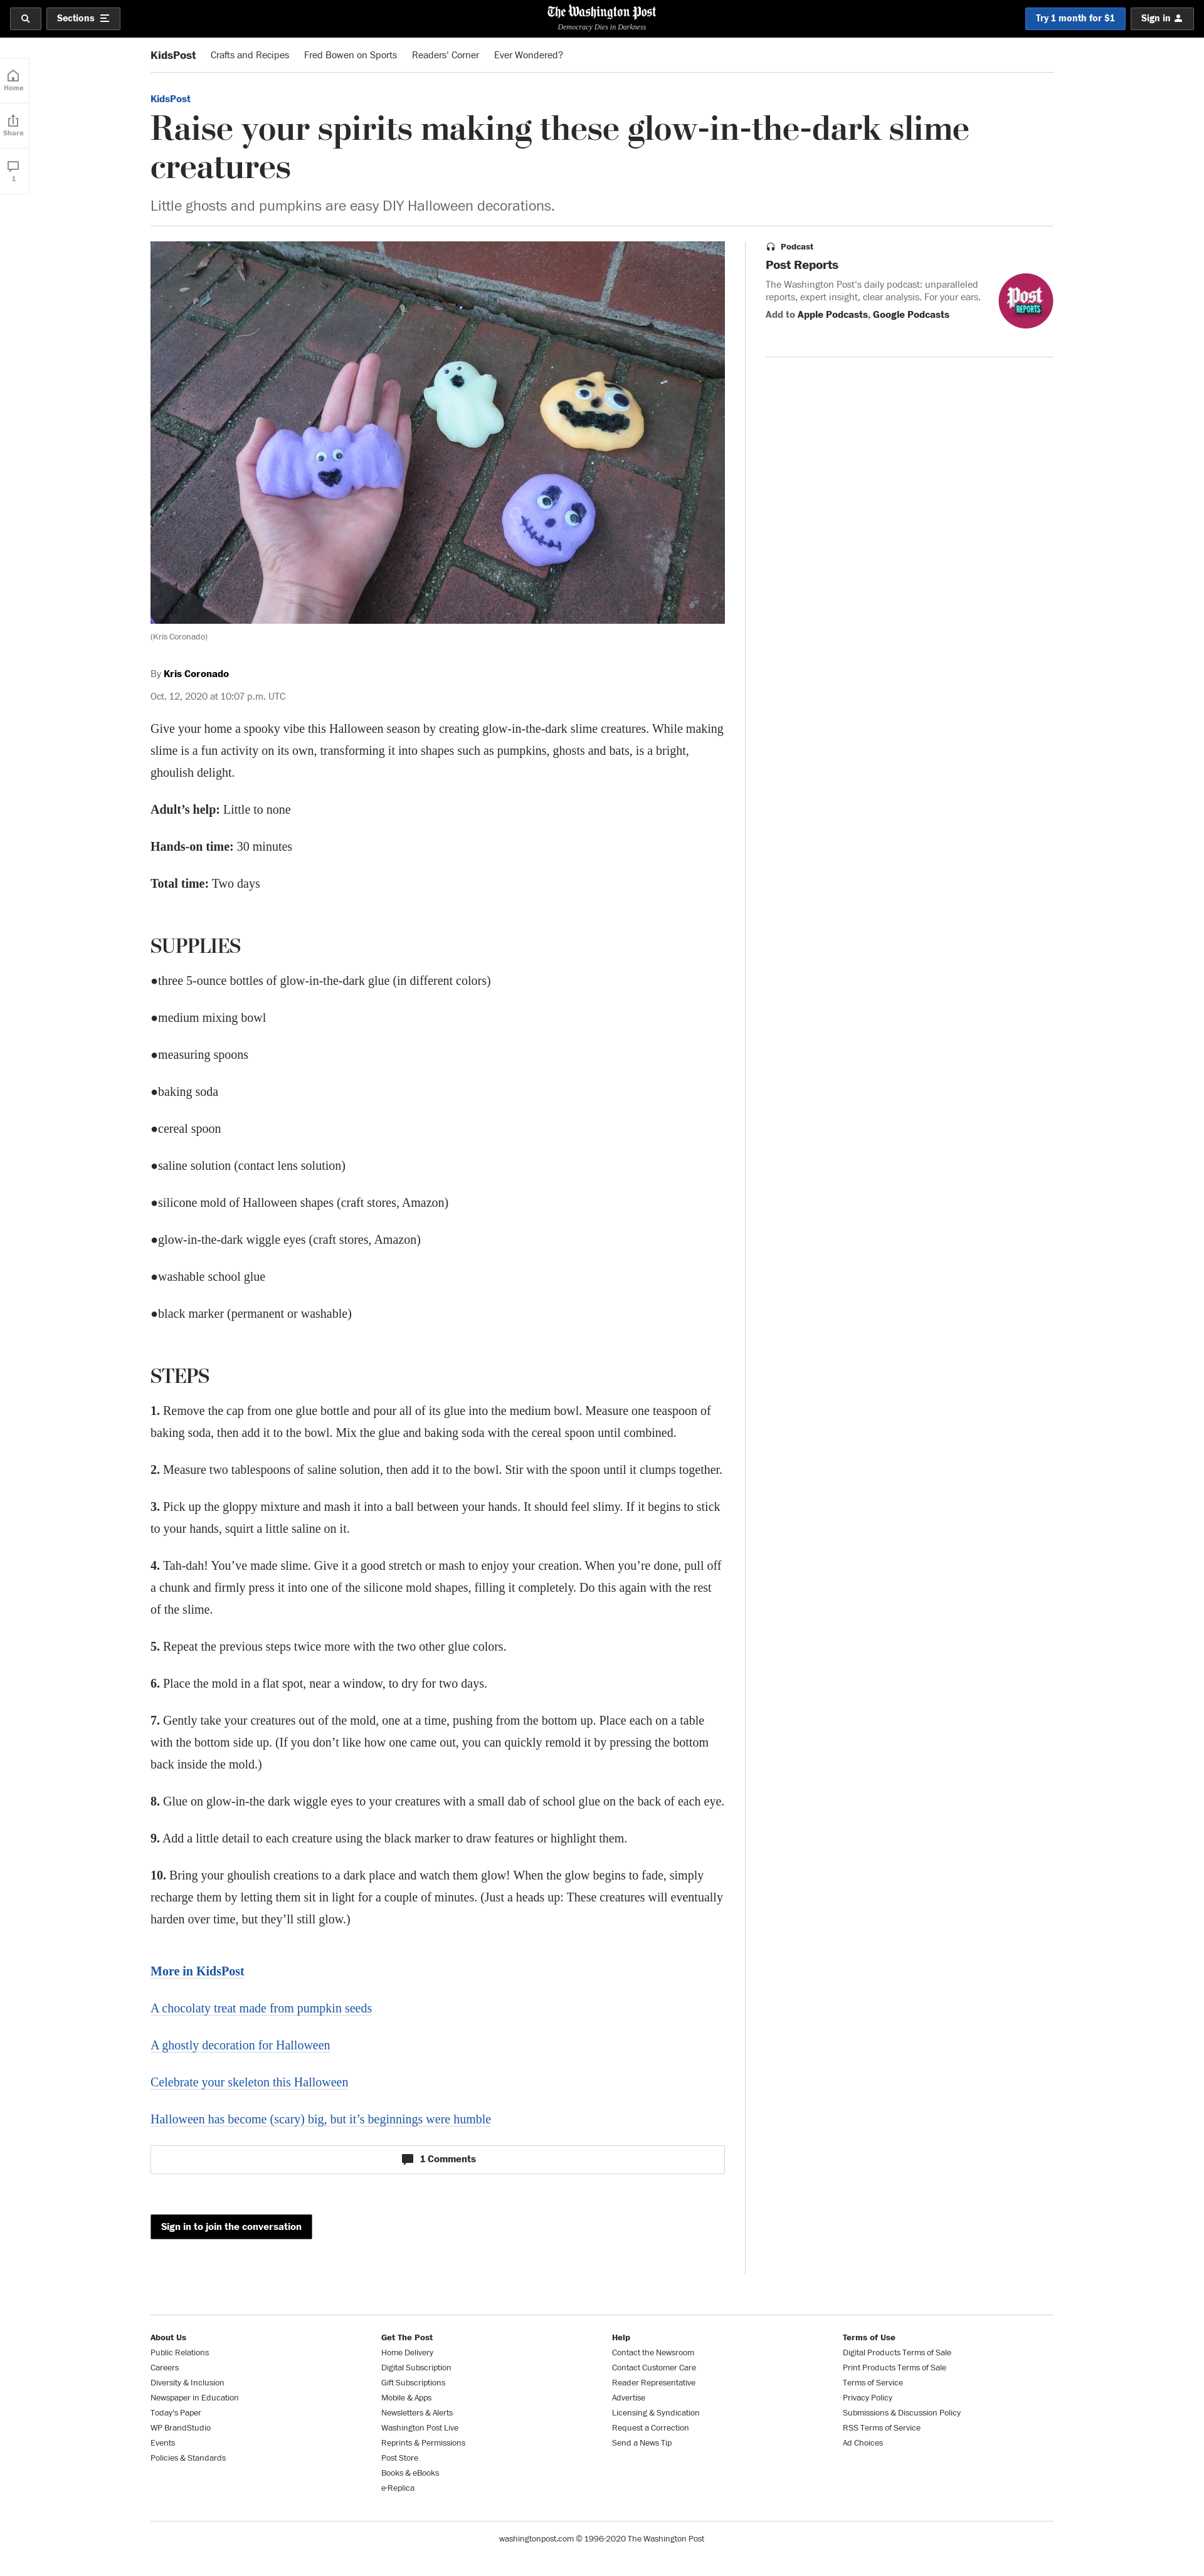 Sections
The Washington Post
Democracy Dies in Darkness
Try 1 month for $1
Sign in
Home
Share
1
KidsPost
Crafts and Recipes
Fred Bowen on Sports
Readers' Corner
Ever Wondered?
KidsPost
Raise your spirits making these glow-in-the-dark slime
creatures
Little ghosts and pumpkins are easy DIY Halloween decorations.
(Kris Coronado)
Podcast
Post Reports
The Washington Post's daily podcast: unparalleled
reports, expert insight, clear analysis. For your ears.
Add to Apple Podcasts, Google Podcasts
Post
REPORTS
By Kris Coronado
Oct. 12, 2020 at 10:07 p.m. UTC
Give your home a spooky vibe this Halloween season by creating glow-in-the-dark slime creatures. While making
slime is a fun activity on its own, transforming it into shapes such as pumpkins, ghosts and bats, is a bright,
ghoulish delight.
Adult’s help: Little to none
Hands-on time: 30 minutes
Total time: Two days
SUPPLIES
●three 5-ounce bottles of glow-in-the-dark glue (in different colors)
●medium mixing bowl
●measuring spoons
●baking soda
●cereal spoon
●saline solution (contact lens solution)
●silicone mold of Halloween shapes (craft stores, Amazon)
●glow-in-the-dark wiggle eyes (craft stores, Amazon)
●washable school glue
●black marker (permanent or washable)
STEPS
1. Remove the cap from one glue bottle and pour all of its glue into the medium bowl. Measure one teaspoon of
baking soda, then add it to the bowl. Mix the glue and baking soda with the cereal spoon until combined.
2. Measure two tablespoons of saline solution, then add it to the bowl. Stir with the spoon until it clumps together.
3. Pick up the gloppy mixture and mash it into a ball between your hands. It should feel slimy. If it begins to stick
to your hands, squirt a little saline on it.
4. Tah-dah! You’ve made slime. Give it a good stretch or mash to enjoy your creation. When you’re done, pull off
a chunk and firmly press it into one of the silicone mold shapes, filling it completely. Do this again with the rest
of the slime.
5. Repeat the previous steps twice more with the two other glue colors.
6. Place the mold in a flat spot, near a window, to dry for two days.
7. Gently take your creatures out of the mold, one at a time, pushing from the bottom up. Place each on a table
with the bottom side up. (If you don’t like how one came out, you can quickly remold it by pressing the bottom
back inside the mold.)
8. Glue on glow-in-the dark wiggle eyes to your creatures with a small dab of school glue on the back of each eye.
9. Add a little detail to each creature using the black marker to draw features or highlight them.
10. Bring your ghoulish creations to a dark place and watch them glow! When the glow begins to fade, simply
recharge them by letting them sit in light for a couple of minutes. (Just a heads up: These creatures will eventually
harden over time, but they’ll still glow.)
More in KidsPost
A chocolaty treat made from pumpkin seeds
A ghostly decoration for Halloween
Celebrate your skeleton this Halloween
Halloween has become (scary) big, but it’s beginnings were humble
1 Comments
Sign in to join the conversation
About Us
Public Relations
Careers
Diversity & Inclusion
Newspaper in Education
Today's Paper
WP BrandStudio
Events
Policies & Standards
Get The Post
Home Delivery
Digital Subscription
Gift Subscriptions
Mobile & Apps
Newsletters & Alerts
Washington Post Live
Reprints & Permissions
Post Store
Books & eBooks
e-Replica
Help
Contact the Newsroom
Contact Customer Care
Reader Representative
Advertise
Licensing & Syndication
Request a Correction
Send a News Tip
Terms of Use
Digital Products Terms of Sale
Print Products Terms of Sale
Terms of Service
Privacy Policy
Submissions & Discussion Policy
RSS Terms of Service
Ad Choices
washingtonpost.com © 1996-2020 The Washington Post